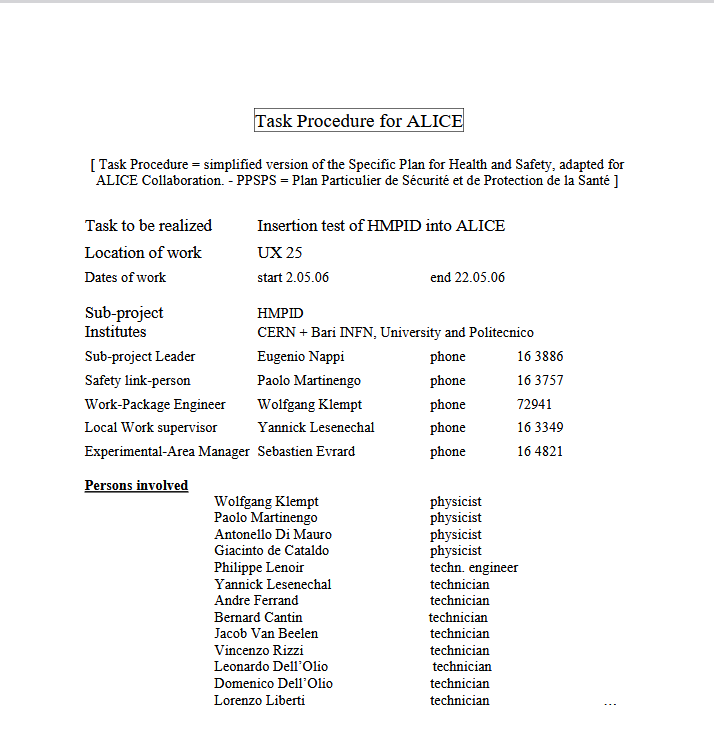 Task Procedure for ALICE
[ Task Procedure = simplified version of the Specific Plan for Health and Safety, adapted for
ALICE Collaboration. - PPSPS = Plan Particulier de Sécurité et de Protection de la Santé ]
Task to be realized Insertion test of HMPID into ALICE
Location of work UX 25
Dates of work start 2.05.06 end 22.05.06
Sub-project HMPID
Institutes CERN + Bari INFN, University and Politecnico
Sub-project Leader Eugenio Nappi phone 16 3886
Safety link-person Paolo Martinengo phone 16 3757
Work-Package Engineer Wolfgang Klempt phone 72941
Local Work supervisor Yannick Lesenechal phone 16 3349
Experimental-Area Manager Sebastien Evrard phone 16 4821
Persons involved
Wolfgang Klempt physicist
Paolo Martinengo physicist
Antonello Di Mauro physicist
Giacinto de Cataldo physicist
Philippe Lenoir techn. engineer
Yannick Lesenechal technician
Andre Ferrand technician
Bernard Cantin technician
Jacob Van Beelen technician
Vincenzo Rizzi technician
Leonardo Dell’Olio technician
Domenico Dell’Olio technician
Lorenzo Liberti technician …